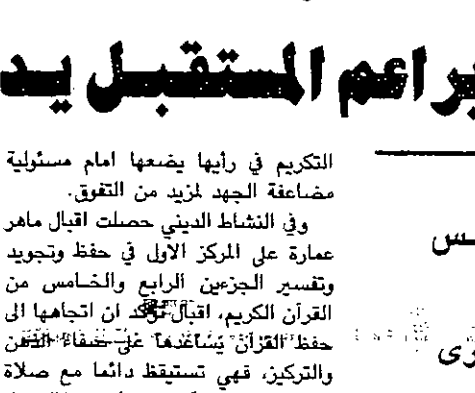 براعم المستقبل يد
التكريم في رأيها يضعها امام مسئولية
مضاعفة الجهد لمزيد من التفوق.
وفي النشاط الديني حصلت اقبال ماهر
عمارة على المركز الاول في حفظ وتجويد
وتفسير الجزءين الرابع والخامس من
القرآن الكريم، اقبال تؤكد ان اتجاهها الى
حفظ القرآن يساعدها على صفاء الذهن
والتركيز، فهي تستيقظ دائما مع صلاة
ـس
رى